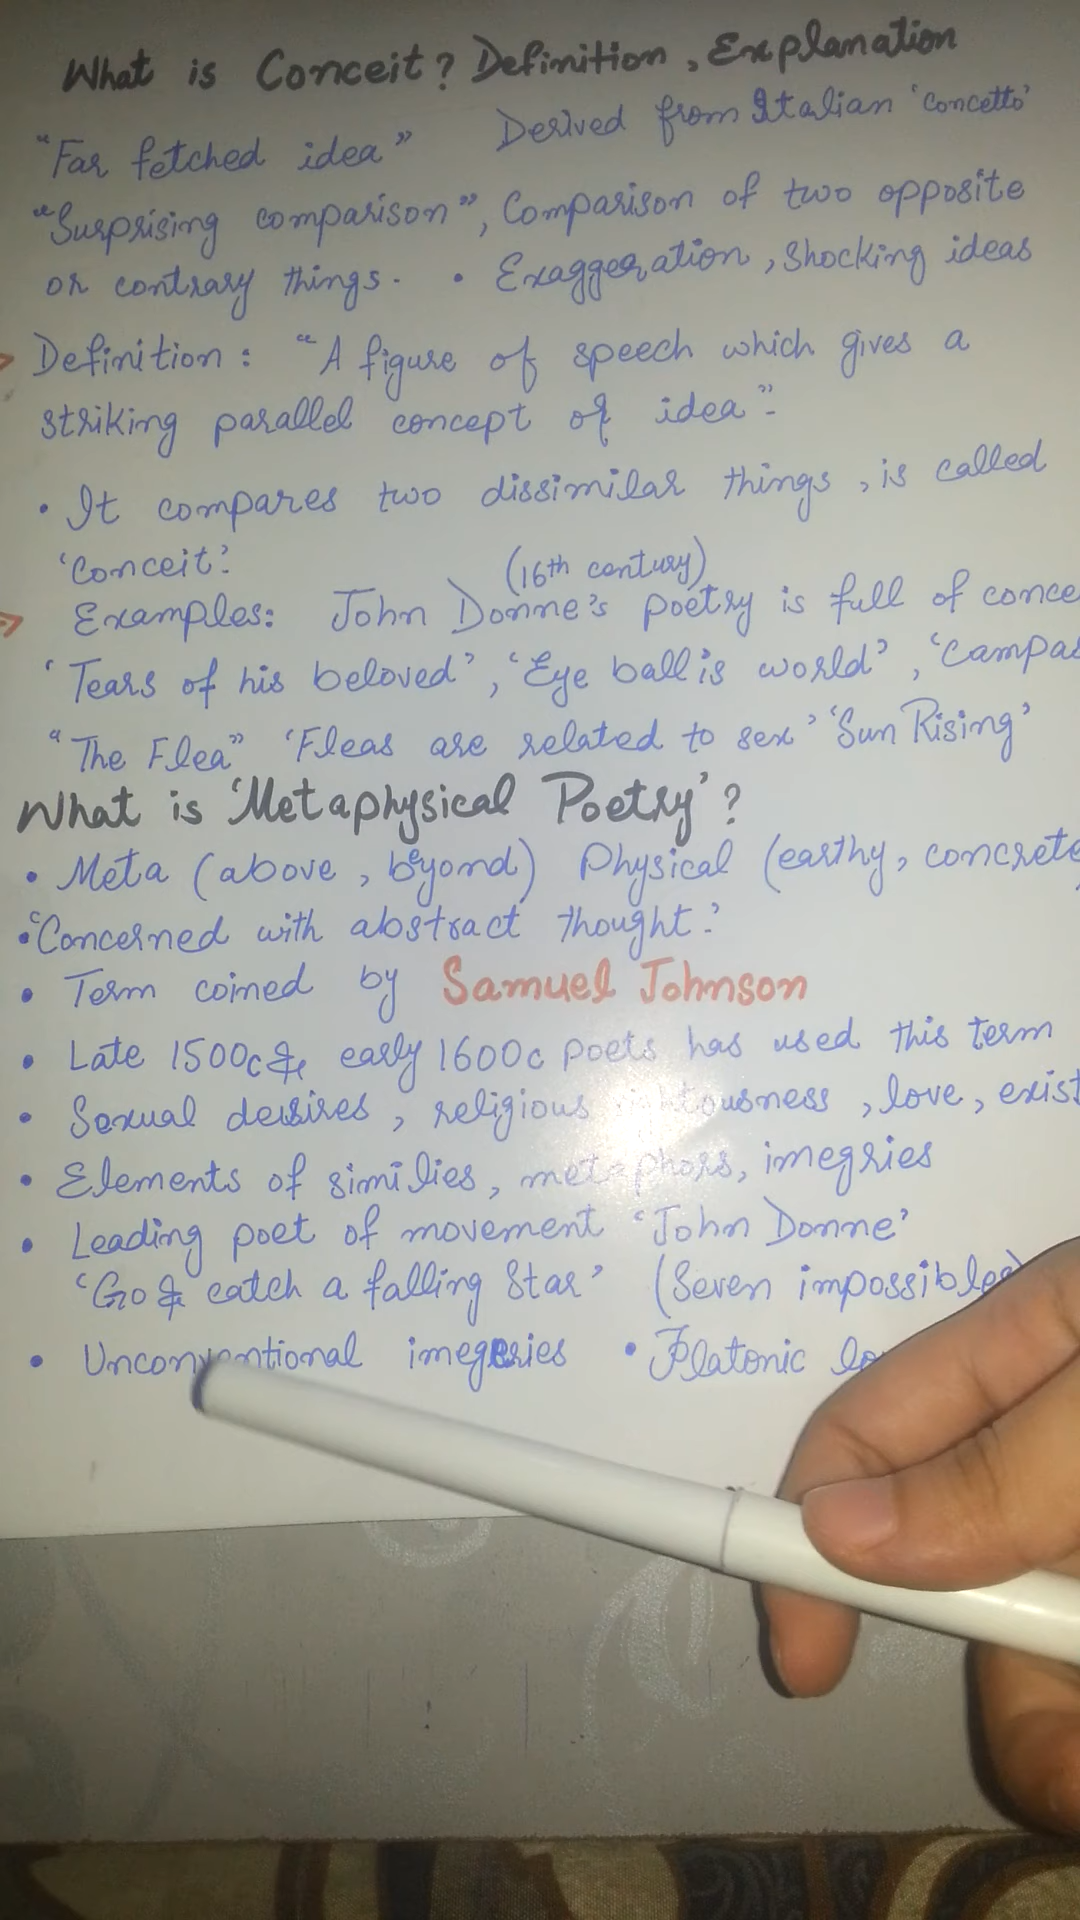 What is Conceit? Definition, Explanation
"Far fetched idea" Derived from Italian 'concetto'
"Surprising comparison", Comparison of two opposite
or contrary things. • Exaggeration, Shocking ideas
Definition: "A figure of speech which gives a
striking parallel concept of idea".
• It compares two dissimilar things, is called
'Conceit'.
(16th century)
Examples: John Donne's poetry is full of conce
'Tears of his beloved', 'Eye ball is world', 'Campas
"The Flea" 'Fleas are related to sex' 'Sun Rising'
What is 'Metaphysical Poetry'?
• Meta (above, beyond) Physical (earthy, concrete
• 'Concerned with abstract thought.'
• Term coined by Samuel Johnson
• Late 1500c & early 1600c poets has used this term
• Sexual desires, religious , love, exist
• Elements of similies, metaphors, imegries
• Leading poet of movement 'John Donne'
'Go & catch a falling Star' (Seven impossibles)
• Unconventional imegries • Platonic